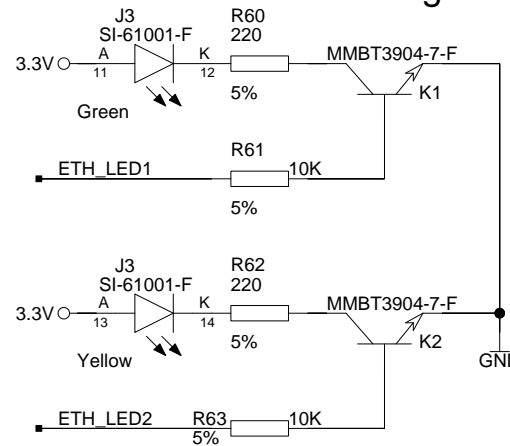 g
J3
SI-61001-F
R60
220
MMBT3904-7-F
3.3V
A
11
K
12
5%
K1
Green
R61
ETH_LED1
10K
5%
J3
SI-61001-F
R62
220
MMBT3904-7-F
3.3V
A
13
K
14
5%
K2
Yellow
ETH_LED2
R63
10K
5%